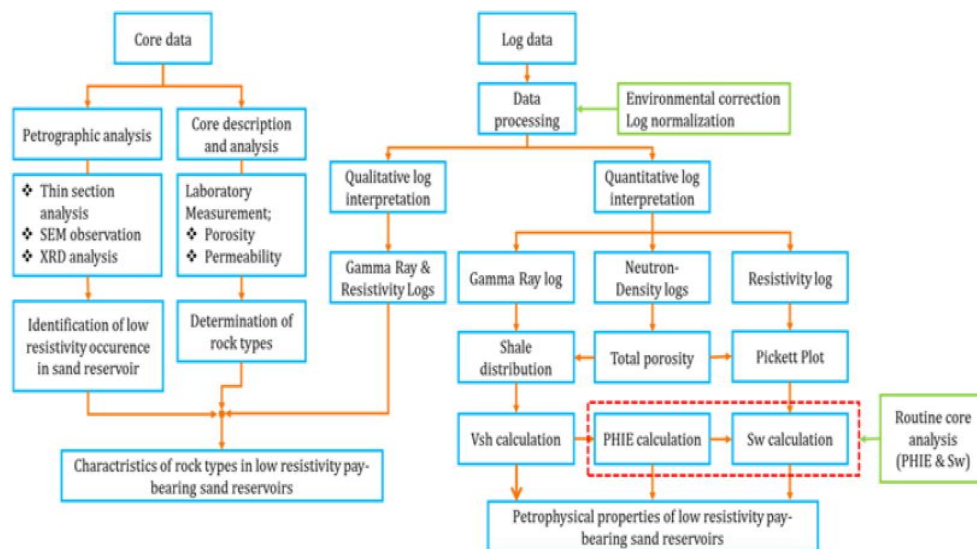 Core data
Log data
Data
processing
Environmental correction
Log normalization
Petrographic analysis
Core description
and analysis
Qualitative log
interpretation
Quantitative log
interpretation
❖ Thin section
analysis
❖ SEM observation
❖ XRD analysis
Laboratory
Measurement;
❖ Porosity
❖ Permeability
Gamma Ray &
Resistivity Logs
Gamma Ray log
Neutron-
Density logs
Resistivity log
Identification of low
resistivity occurence
in sand reservoir
Determination of
rock types
Shale
distribution
Total porosity
Pickett Plot
Vsh calculation
PHIE calculation
Sw calculation
Routine core
analysis
(PHIE & Sw)
Charctristics of rock types in low resistivity pay-
bearing sand reservoirs
Petrophysical properties of low resistivity pay-
bearing sand reservoirs